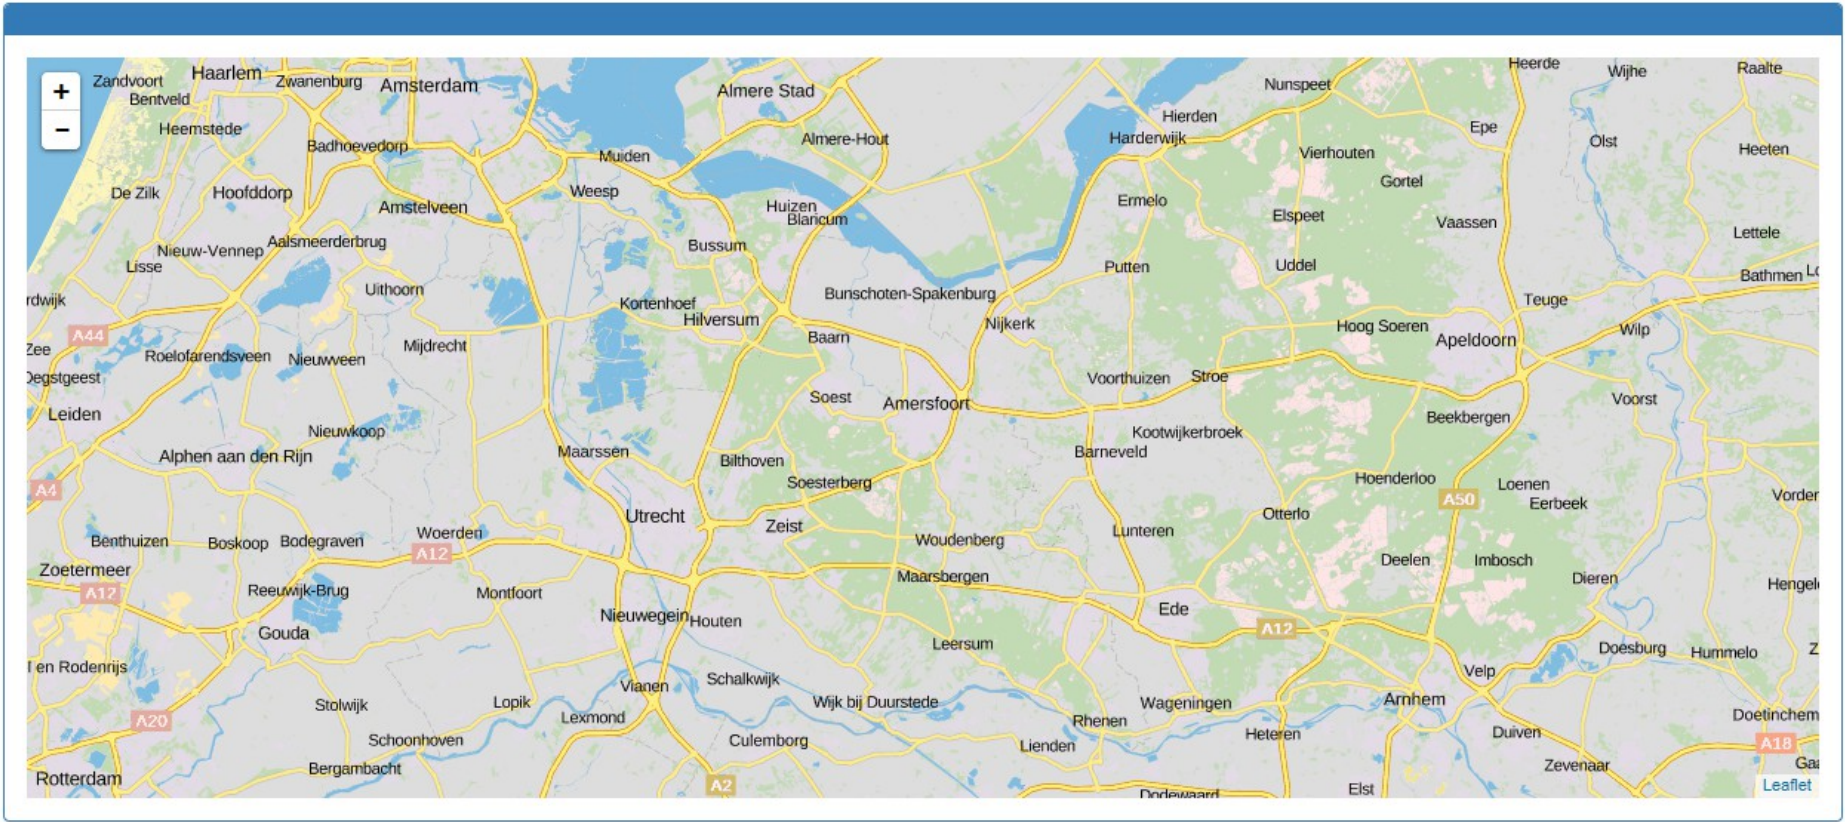 Heerde
Wijhe
Raalte
Haarlem
Zandvoort
Zwanenburg
Amsterdam
Almere Stad
Nunspeet
+
Bentveld
Hierden
Heemstede
Epe
−
Almere-Hout
Harderwijk
Olst
Badhoevedorp
Muiden
Vierhouten
Heeten
Gortel
De Zilk
Hoofddorp
Weesp
Ermelo
Amstelveen
Huizen
Blaricum
Elspeet
Vaassen
Lettele
Nieuw-Vennep
Aalsmeerderbrug
Bussum
Lisse
Putten
Uddel
Bathmen
Uithoorn
Bunschoten-Spakenburg
rdwijk
Kortenhoef
Teuge
Hilversum
Nijkerk
Hoog Soeren
Wilp
A44
Baarn
Apeldoorn
Zee
Roelofarendsveen
Nieuwveen
Mijdrecht
Oegstgeest
Voorthuizen
Stroe
Leiden
Soest
Amersfoort
Voorst
Beekbergen
Nieuwkoop
Kootwijkerbroek
Alphen aan den Rijn
Maarssen
Bilthoven
Barneveld
A4
Soesterberg
Hoenderloo
Loenen
A50
Eerbeek
Vorder
Utrecht
Zeist
Otterlo
Benthuizen
Boskoop
Bodegraven
Woerden
A12
Woudenberg
Lunteren
Zoetermeer
Maarsbergen
Deelen
Imbosch
Dieren
A12
Reeuwijk-Brug
Montfoort
Hengel
Nieuwegein
Houten
Ede
Gouda
A12
Leersum
Doesburg
Hummelo
Z
l en Rodenrijs
Velp
Vianen
Schalkwijk
Stolwijk
Lopik
Lexmond
Wijk bij Duurstede
Wageningen
Arnhem
A20
Rhenen
Doetinchem
Schoonhoven
Culemborg
Lienden
Heteren
Duiven
A18
Rotterdam
Bergambacht
A2
Zevenaar
Gaa
Dodewaard
Elst
Leaflet